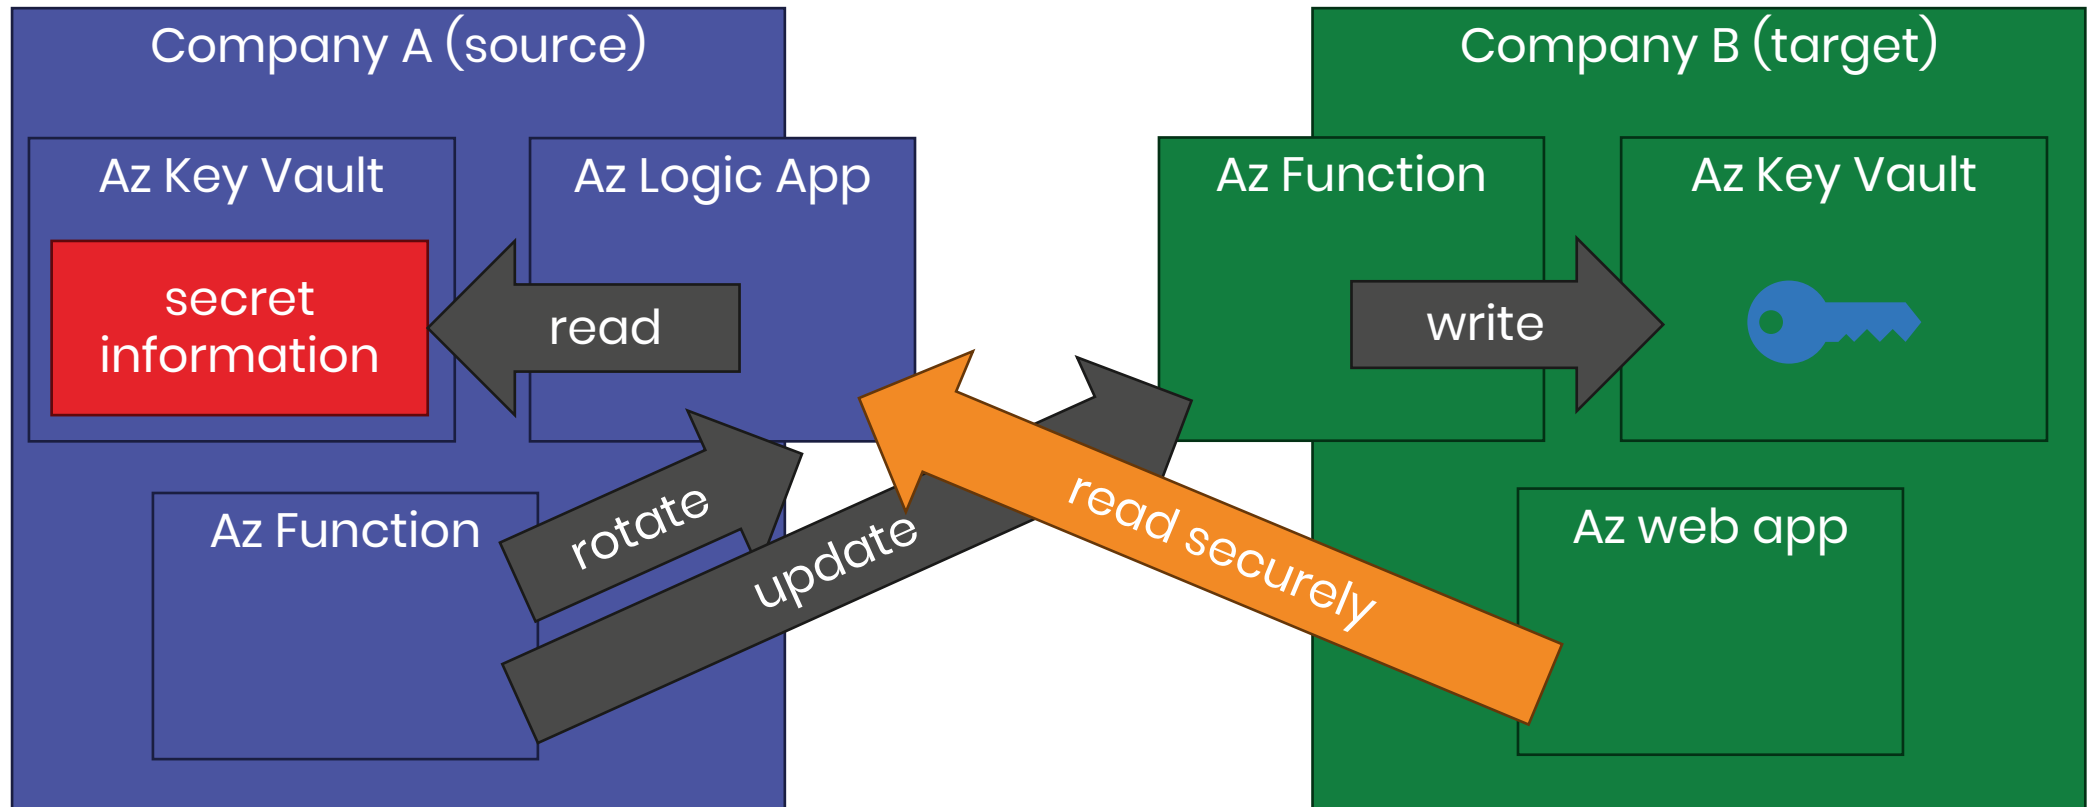 Company A (source)
Az Key Vault
secret
information
read
Az Logic App
Az Function
rotate
update
read securely
Company B (target)
Az Function
write
Az Key Vault
Az web app